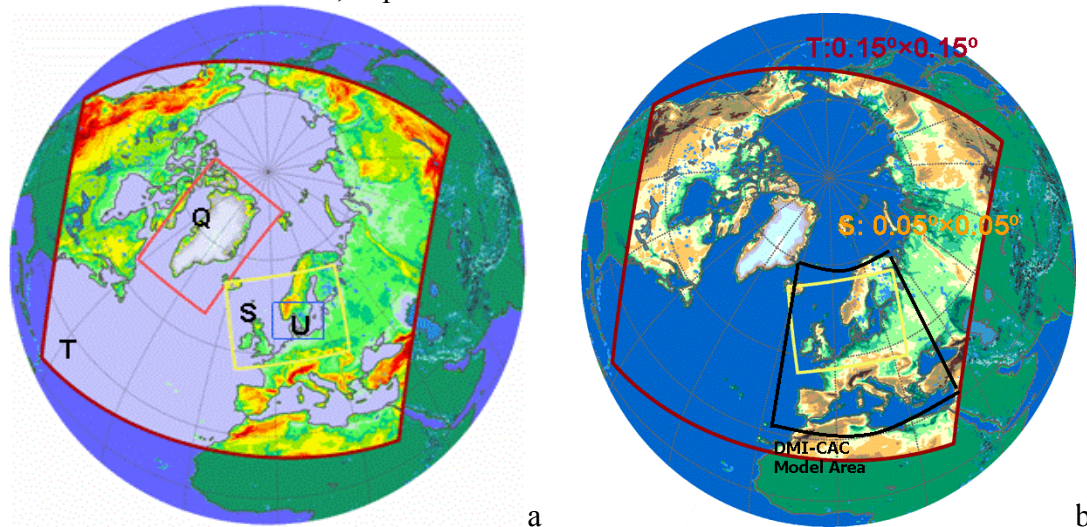 T:0.15º×0.15º
Q
S: 0.05º×0.05º
S
U
T
DMI-CAC
Model Area
a
b